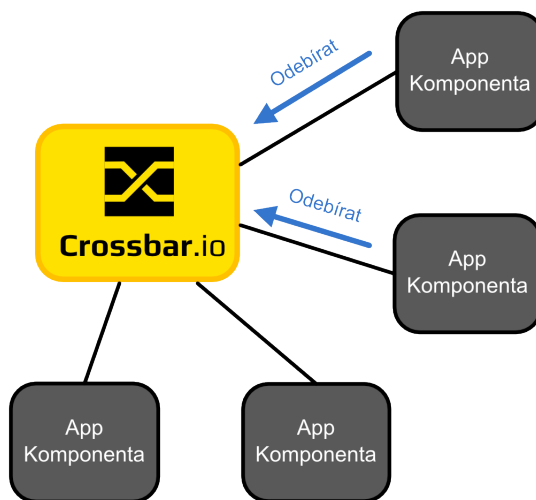 Odebírat
App
Komponenta
Crossbar.io
Odebírat
App
Komponenta
App
Komponenta
App
Komponenta